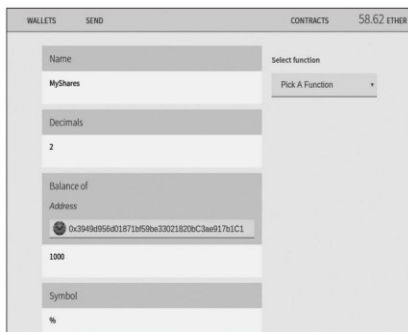 WALLETS SEND CONTRACTS 58.62 ETHER
Name
MyShares
Decimals
2
Balance of
Address
0x3949d956d01871bf59be33021820bC3ae917b1C1
1000
Symbol
%
Select function
Pick A Function